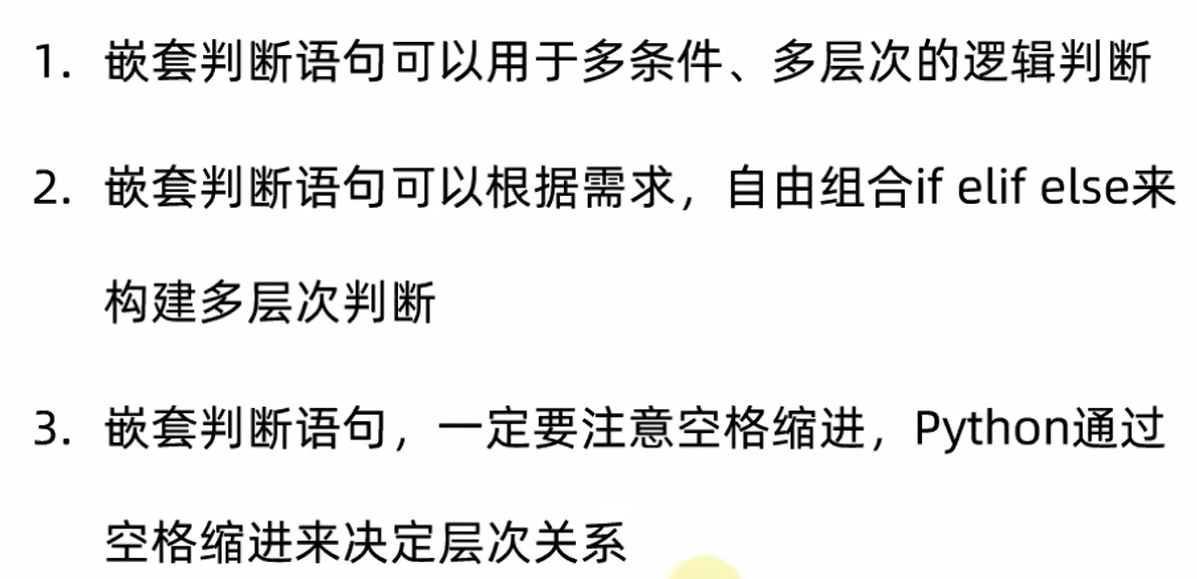 1. 嵌套判断语句可以用于多条件、多层次的逻辑判断
2. 嵌套判断语句可以根据需求，自由组合if elif else来
构建多层次判断
3. 嵌套判断语句，一定要注意空格缩进，Python通过
空格缩进来决定层次关系